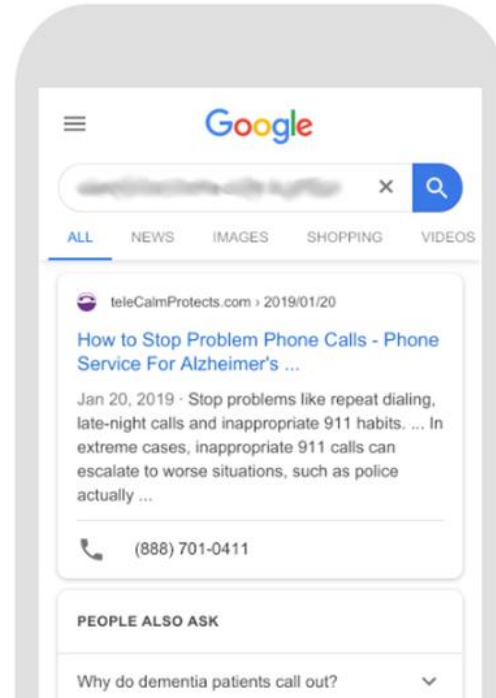 Google
ALL NEWS IMAGES SHOPPING VIDEOS
teleCalmProtects.com › 2019/01/20
How to Stop Problem Phone Calls - Phone
Service For Alzheimer's ...
Jan 20, 2019 · Stop problems like repeat dialing,
late-night calls and inappropriate 911 habits. ... In
extreme cases, inappropriate 911 calls can
escalate to worse situations, such as police
actually ...
(888) 701-0411
PEOPLE ALSO ASK
Why do dementia patients call out?